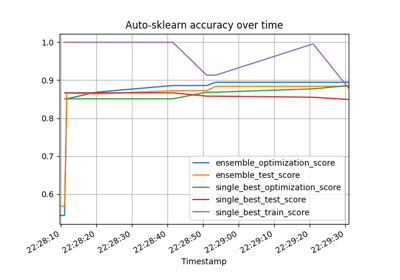 Auto-sklearn accuracy over time
1.0
0.9
0.8
0.7
0.6
ensemble_optimization_score
ensemble_test_score
single_best_optimization_score
single_best_test_score
single_best_train_score
22:28:10
22:28:20
22:28:30
22:28:40
22:28:50
22:29:00
22:29:10
22:29:20
22:29:30
Timestamp